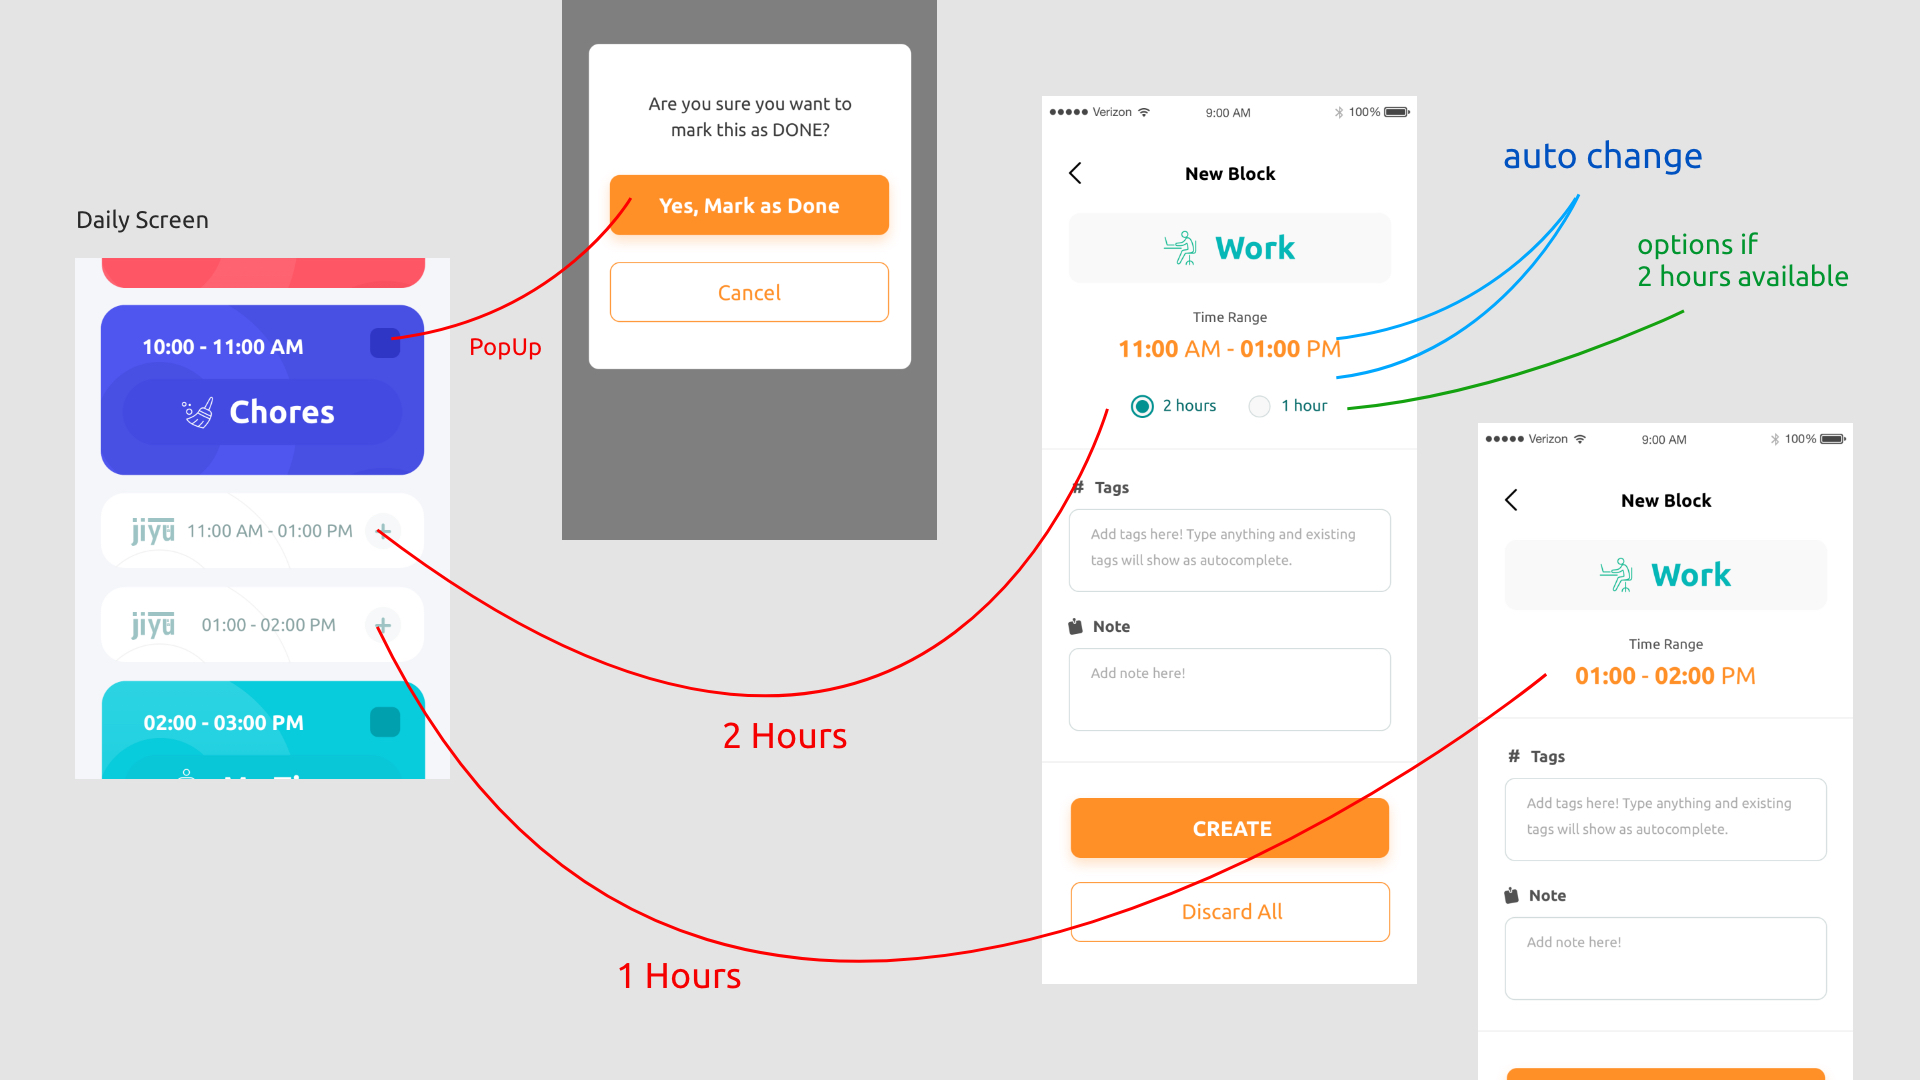 Daily Screen
10:00 - 11:00 AM
Chores
jiyu 11:00 AM - 01:00 PM +
jiyu 01:00 - 02:00 PM +
02:00 - 03:00 PM
Are you sure you want to
mark this as DONE?
Yes, Mark as Done
Cancel
PopUp
2 Hours
1 Hours
Verizon 9:00 AM 100%
New Block
Work
Time Range
11:00 AM - 01:00 PM
2 hours 1 hour
# Tags
Add tags here! Type anything and existing
tags will show as autocomplete.
Note
Add note here!
CREATE
Discard All
auto change
options if
2 hours available
Verizon 9:00 AM 100%
New Block
Work
Time Range
01:00 - 02:00 PM
# Tags
Add tags here! Type anything and existing
tags will show as autocomplete.
Note
Add note here!